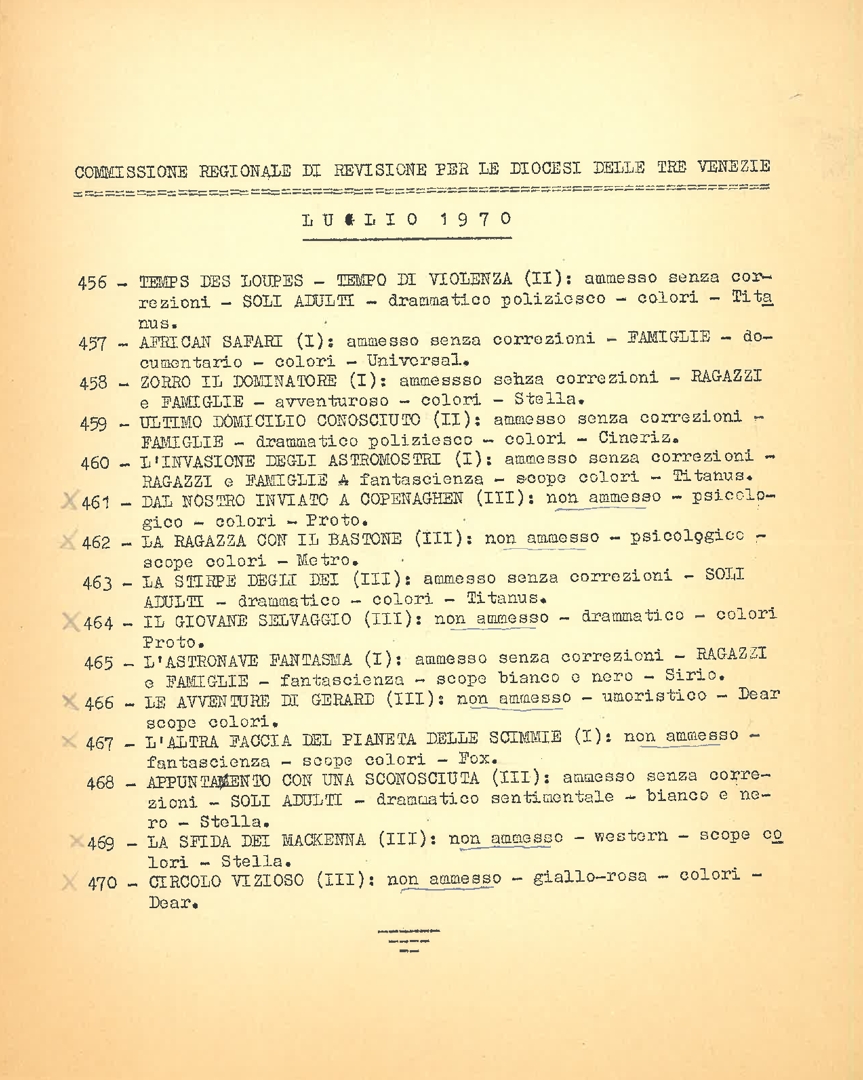 COMMISSIONE REGIONALE DI REVISIONE PER LE DIOCESI DELLE TRE VENEZIE
LUGLIO 1970
456 - TEMPS DES LOUPES - TEMPO DI VIOLENZA (II): ammesso senza cor-
rezioni - SOLI ADULTI - drammatico poliziesco - colori - Tita
nus.
457 - AFRICAN SAFARI (I): ammesso senza correzioni - FAMIGLIE - do-
cumentario - colori - Universal.
458 - ZORRO IL DOMINATORE (I): ammessso senza correzioni - RAGAZZI
e FAMIGLIE - avventuroso - colori - Stella.
459 - ULTIMO DOMICILIO CONOSCIUTO (II): ammesso senza correzioni -
FAMIGLIE - drammatico poliziesco - colori - Cineriz.
460 - L'INVASIONE DEGLI ASTROMOSTRI (I): ammesso senza correzioni -
RAGAZZI e FAMIGLIE - fantascienza - scope colori - Titanus.
X 461 - DAL NOSTRO INVIATO A COPENAGHEN (III): non ammesso - psicolo-
gico - colori - Proto.
X 462 - LA RAGAZZA CON IL BASTONE (III): non ammesso - psicologico -
scope colori - Metro.
463 - LA STIRPE DEGLI DEI (III): ammesso senza correzioni - SOLI
ADULTI - drammatico - colori - Titanus.
X 464 - IL GIOVANE SELVAGGIO (III): non ammesso - drammatico - colori
Proto.
465 - L'ASTRONAVE FANTASMA (I): ammesso senza correzioni - RAGAZZI
e FAMIGLIE - fantascienza - scope bianco e nero - Sirio.
X 466 - LE AVVENTURE DI GERARD (III): non ammesso - umoristico - Dear
scope colori.
X 467 - L'ALTRA FACCIA DEL PIANETA DELLE SCIMMIE (I): non ammesso -
fantascienza - scope colori - Fox.
468 - APPUNTAMENTO CON UNA SCONOSCIUTA (III): ammesso senza corre-
zioni - SOLI ADULTI - drammatico sentimentale - bianco e ne-
ro - Stella.
X 469 - LA SFIDA DEI MACKENNA (III): non ammesso - western - scope co
lori - Stella.
X 470 - CIRCOLO VIZIOSO (III): non ammesso - giallo-rosa - colori -
Dear.